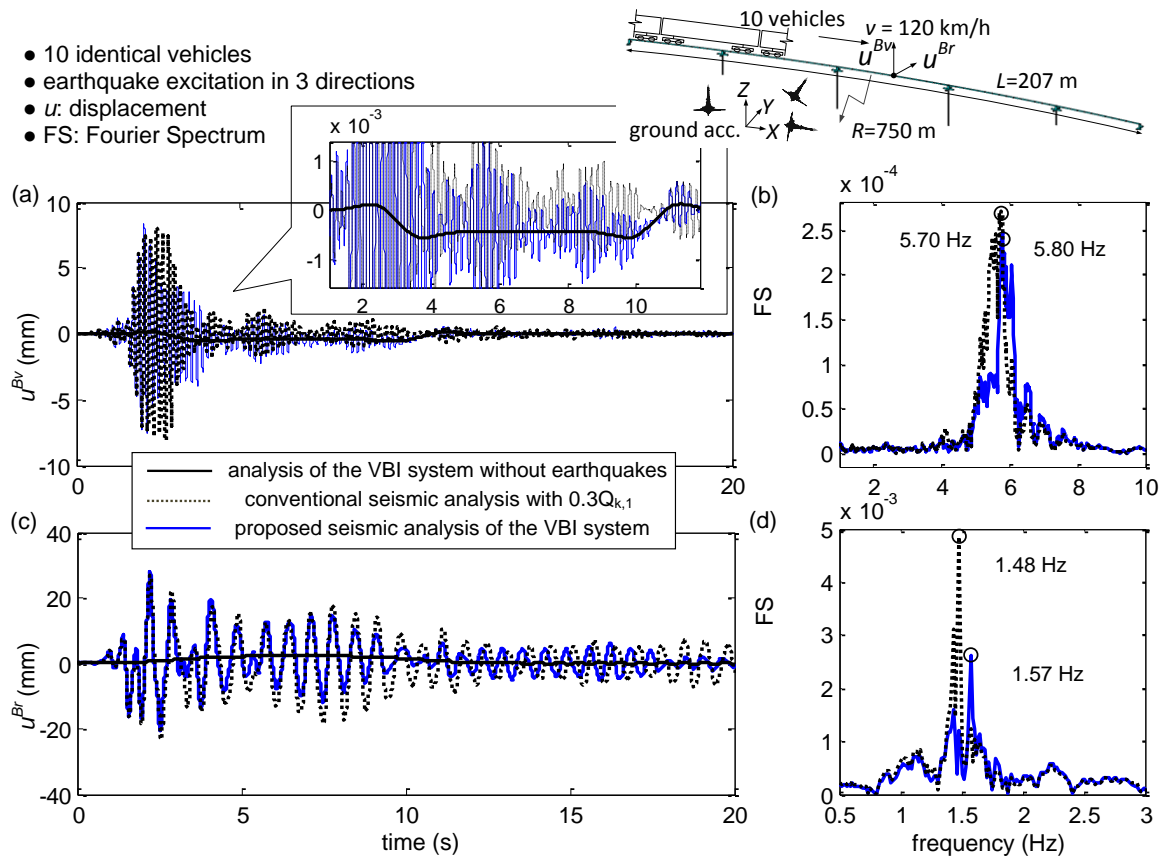 ● 10 identical vehicles
● earthquake excitation in 3 directions
● u: displacement
● FS: Fourier Spectrum
10 vehicles
v = 120 km/h
u^Bv
u^Br
L=207 m
R=750 m
Z
Y
X
ground acc.
x 10^-3
1
0
-1
2 4 6 8 10
(a)
10
5
0
-5
-10
u^Bv (mm)
0 5 10 15 20
(b)
x 10^-4
2.5
2
1.5
1
0.5
0
FS
5.70 Hz
5.80 Hz
2 4 6 8 10
analysis of the VBI system without earthquakes
conventional seismic analysis with 0.3Q_k,1
proposed seismic analysis of the VBI system
(c)
40
20
0
-20
-40
u^Br (mm)
0 5 10 15 20
time (s)
(d)
x 10^-3
5
4
3
2
1
0
FS
1.48 Hz
1.57 Hz
0.5 1 1.5 2 2.5 3
frequency (Hz)